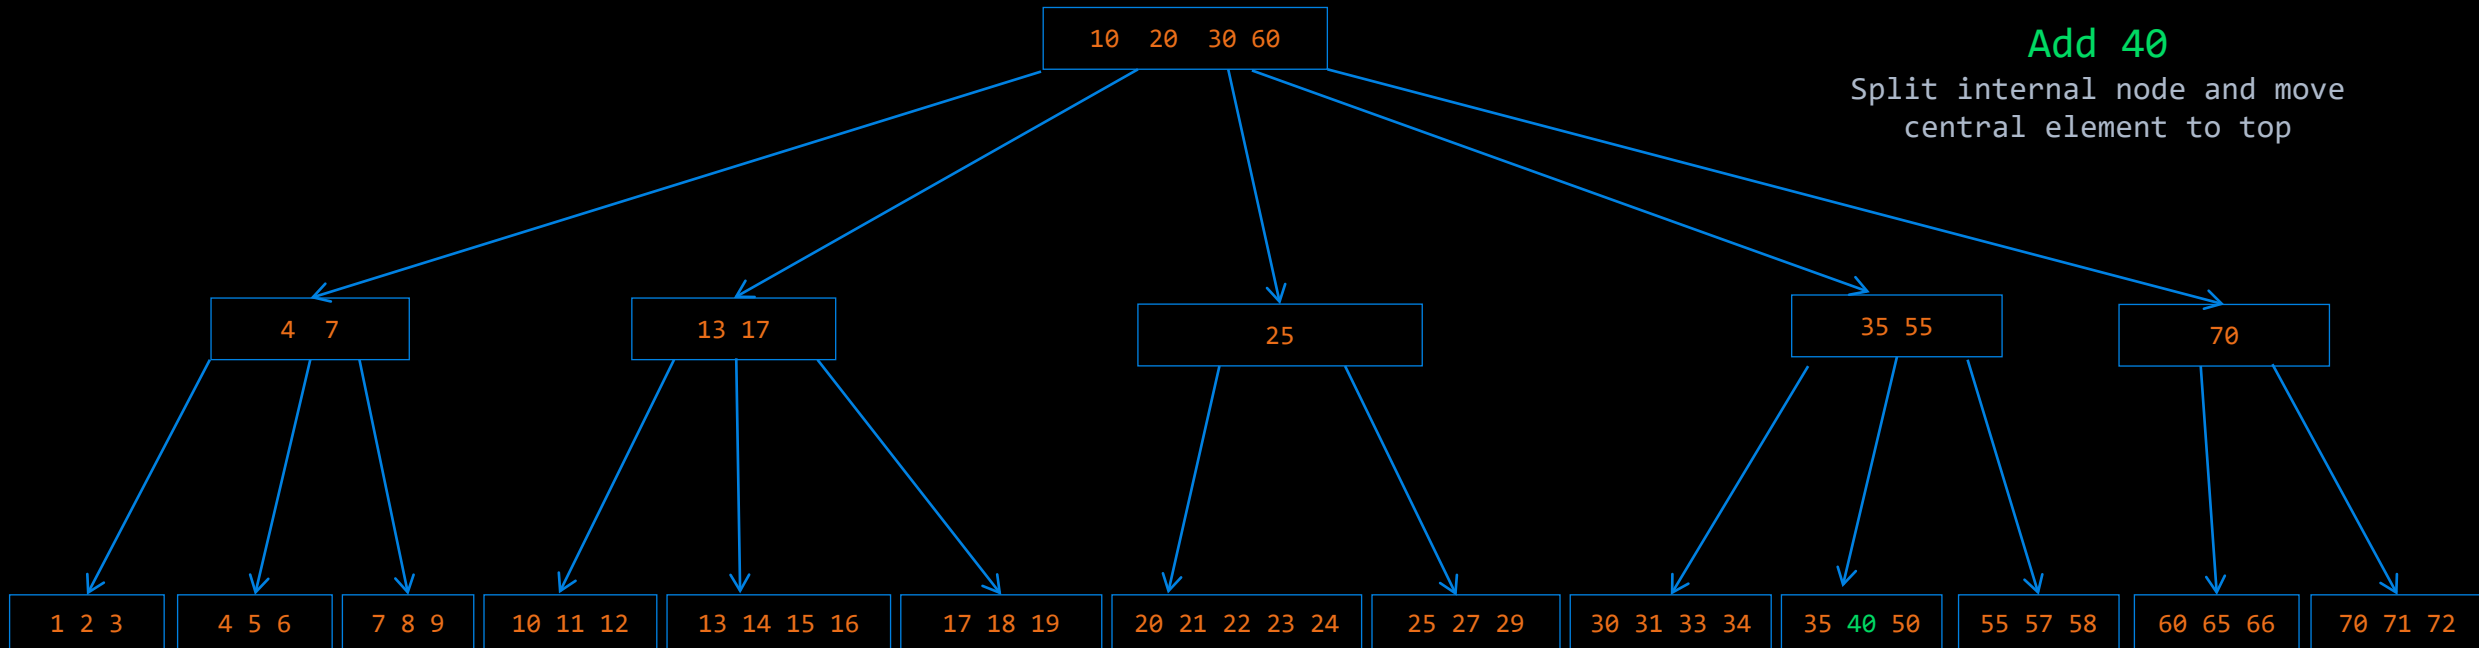 10 20 30 60
Add 40
Split internal node and move
central element to top
4 7
13 17
25
35 55
70
1 2 3
4 5 6
7 8 9
10 11 12
13 14 15 16
17 18 19
20 21 22 23 24
25 27 29
30 31 33 34
35 40 50
55 57 58
60 65 66
70 71 72